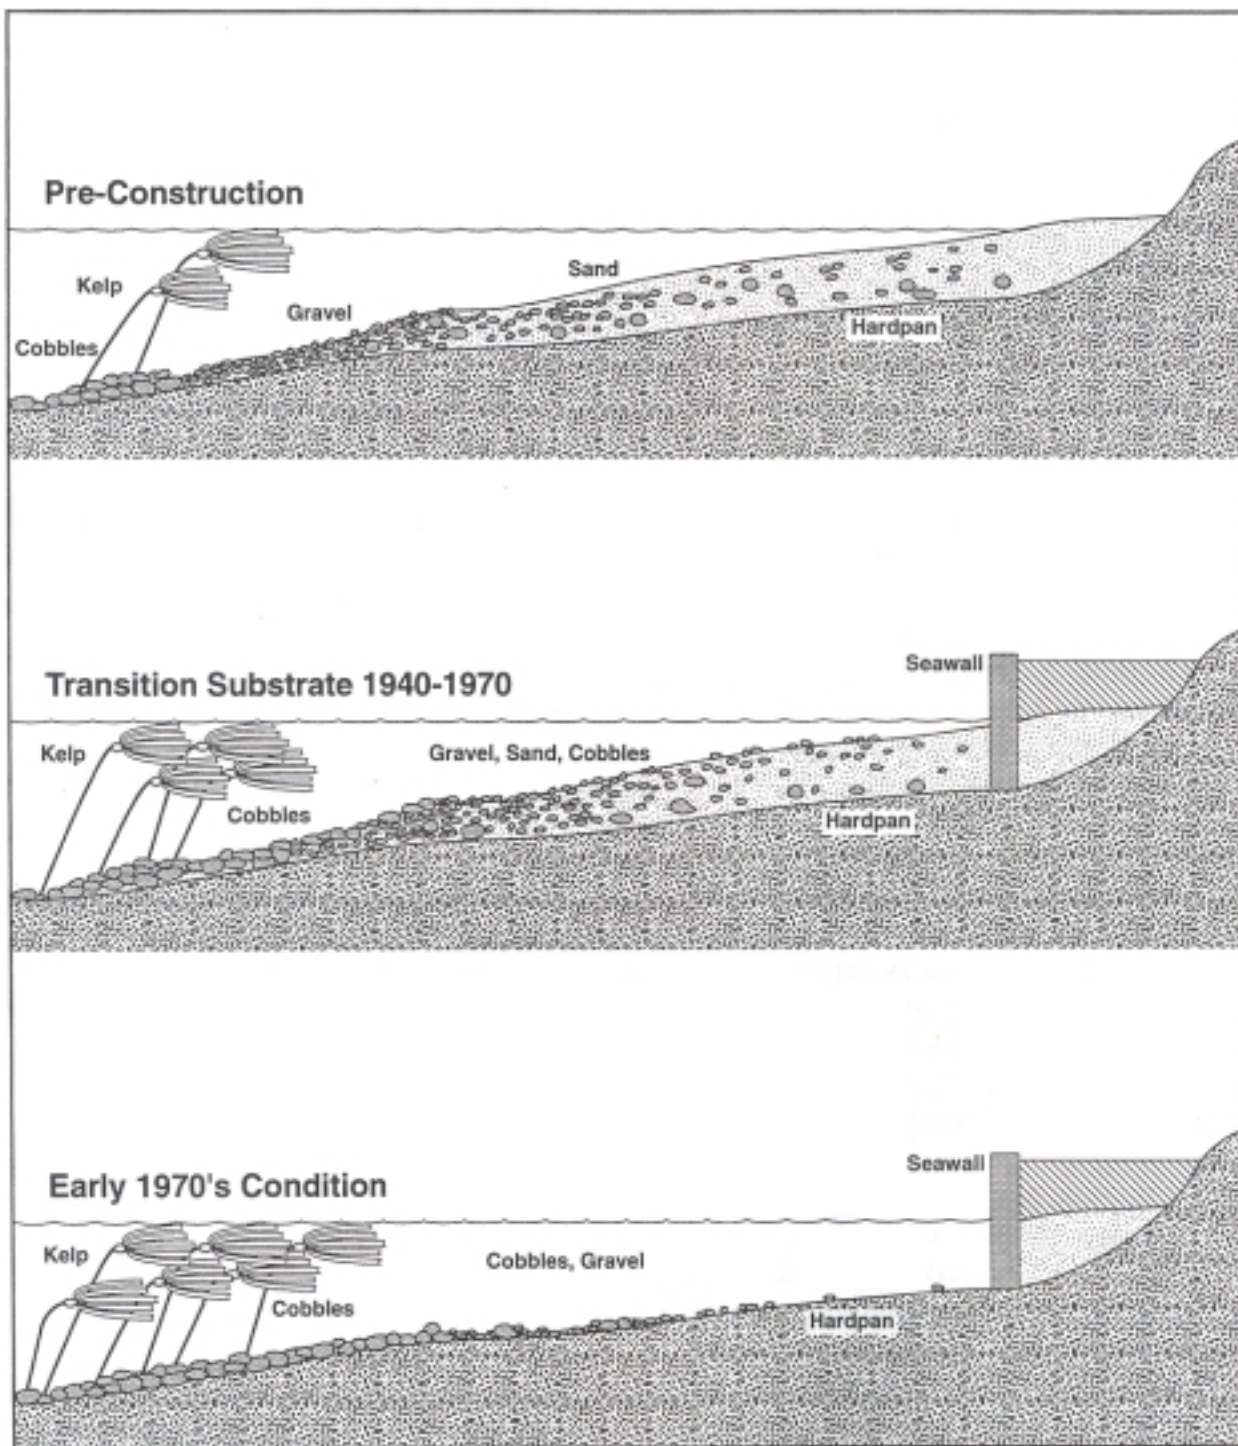 Pre-Construction
Kelp
Sand
Gravel
Cobbles
Hardpan
Seawall
Transition Substrate 1940-1970
Kelp
Gravel, Sand, Cobbles
Cobbles
Hardpan
Seawall
Early 1970's Condition
Kelp
Cobbles, Gravel
Cobbles
Hardpan